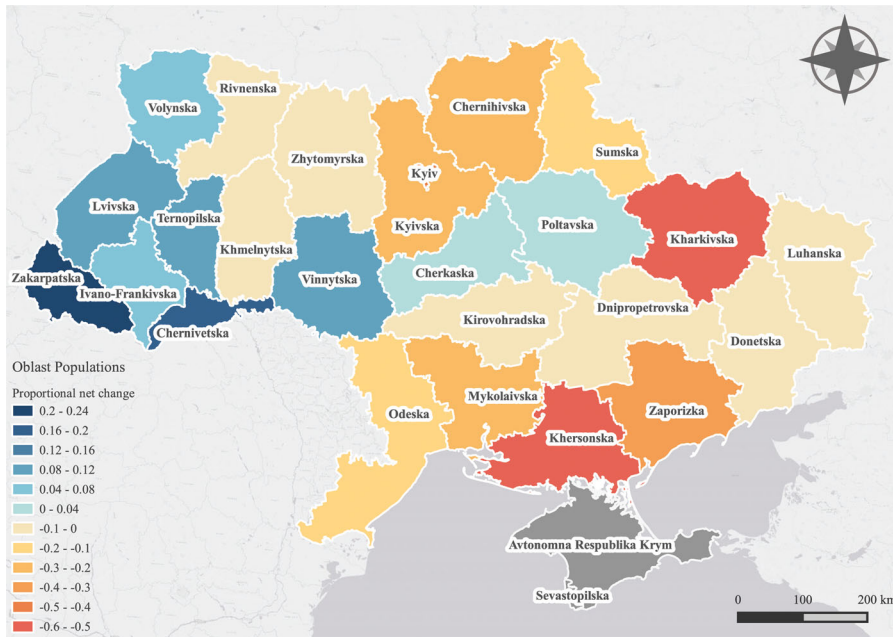 Volynska
Rivnenska
Zhytomyrska
Chernihivska
Sumska
Kyiv
Kyivska
Lvivska
Ternopilska
Khmelnytska
Vinnytska
Cherkaska
Poltavska
Kharkivska
Luhanska
Zakarpatska
Ivano-Frankivska
Chernivetska
Kirovohradska
Dnipropetrovska
Donetska
Odeska
Mykolaivska
Zaporizka
Khersonska
Avtonomna Respublika Krym
Sevastopilska
Oblast Populations
Proportional net change
0.2 - 0.24
0.16 - 0.2
0.12 - 0.16
0.08 - 0.12
0.04 - 0.08
0 - 0.04
-0.1 - 0
-0.2 - -0.1
-0.3 - -0.2
-0.4 - -0.3
-0.5 - -0.4
-0.6 - -0.5
0 100 200 km